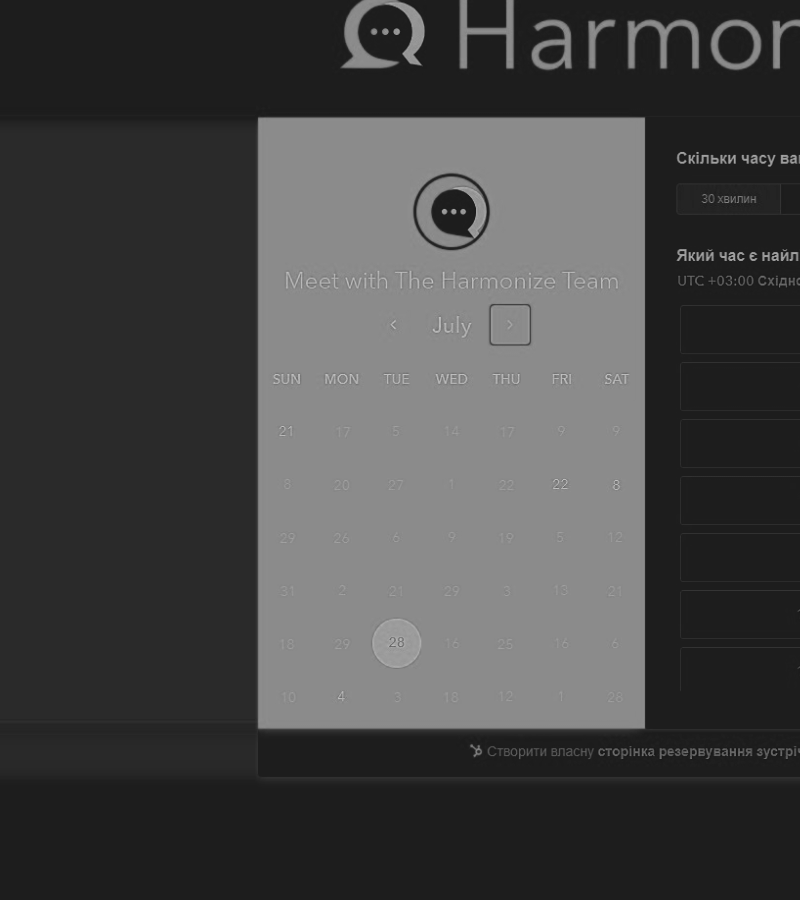 Harmon
Meet with The Harmonize Team
July
SUN MON TUE WED THU FRI SAT
21 17 5 14 17 9 9
8 20 27 1 22 22 8
29 26 6 9 19 5 12
31 2 21 29 3 13 21
18 29 28 16 25 16 6
10 4 3 18 12 1 28
Скільки часу ва
30 хвилин
Який час є найл
UTC +03:00 Східно
Створити власну сторінка резервування зустріч